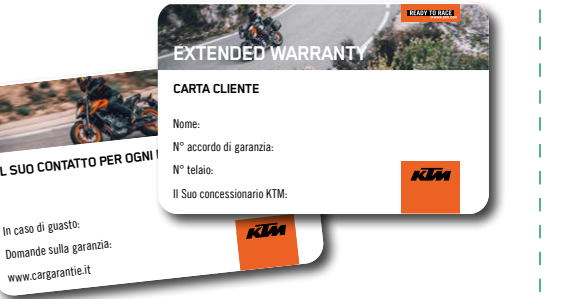 READY TO RACE
EXTENDED WARRANTY
CARTA CLIENTE
Nome:
N° accordo di garanzia:
N° telaio:
Il Suo concessionario KTM:
KTM
L SUO CONTATTO PER OGNI
In caso di guasto:
Domande sulla garanzia:
www.cargarantie.it
KTM